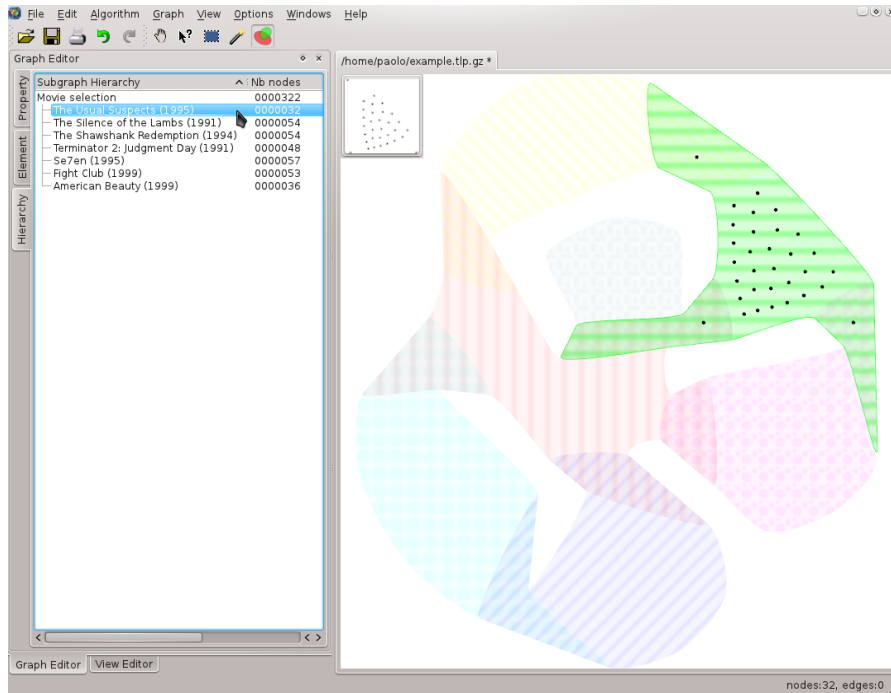 File Edit Algorithm Graph View Options Windows Help
Graph Editor
/home/paolo/example.tlp.gz *
Property
Element
Hierarchy
Subgraph Hierarchy Nb nodes
Movie selection 0000322
The Usual Suspects (1995) 0000032
The Silence of the Lambs (1991) 0000054
The Shawshank Redemption (1994) 0000054
Terminator 2: Judgment Day (1991) 0000048
Se7en (1995) 0000057
Fight Club (1999) 0000053
American Beauty (1999) 0000036
Graph Editor View Editor
nodes:32, edges:0